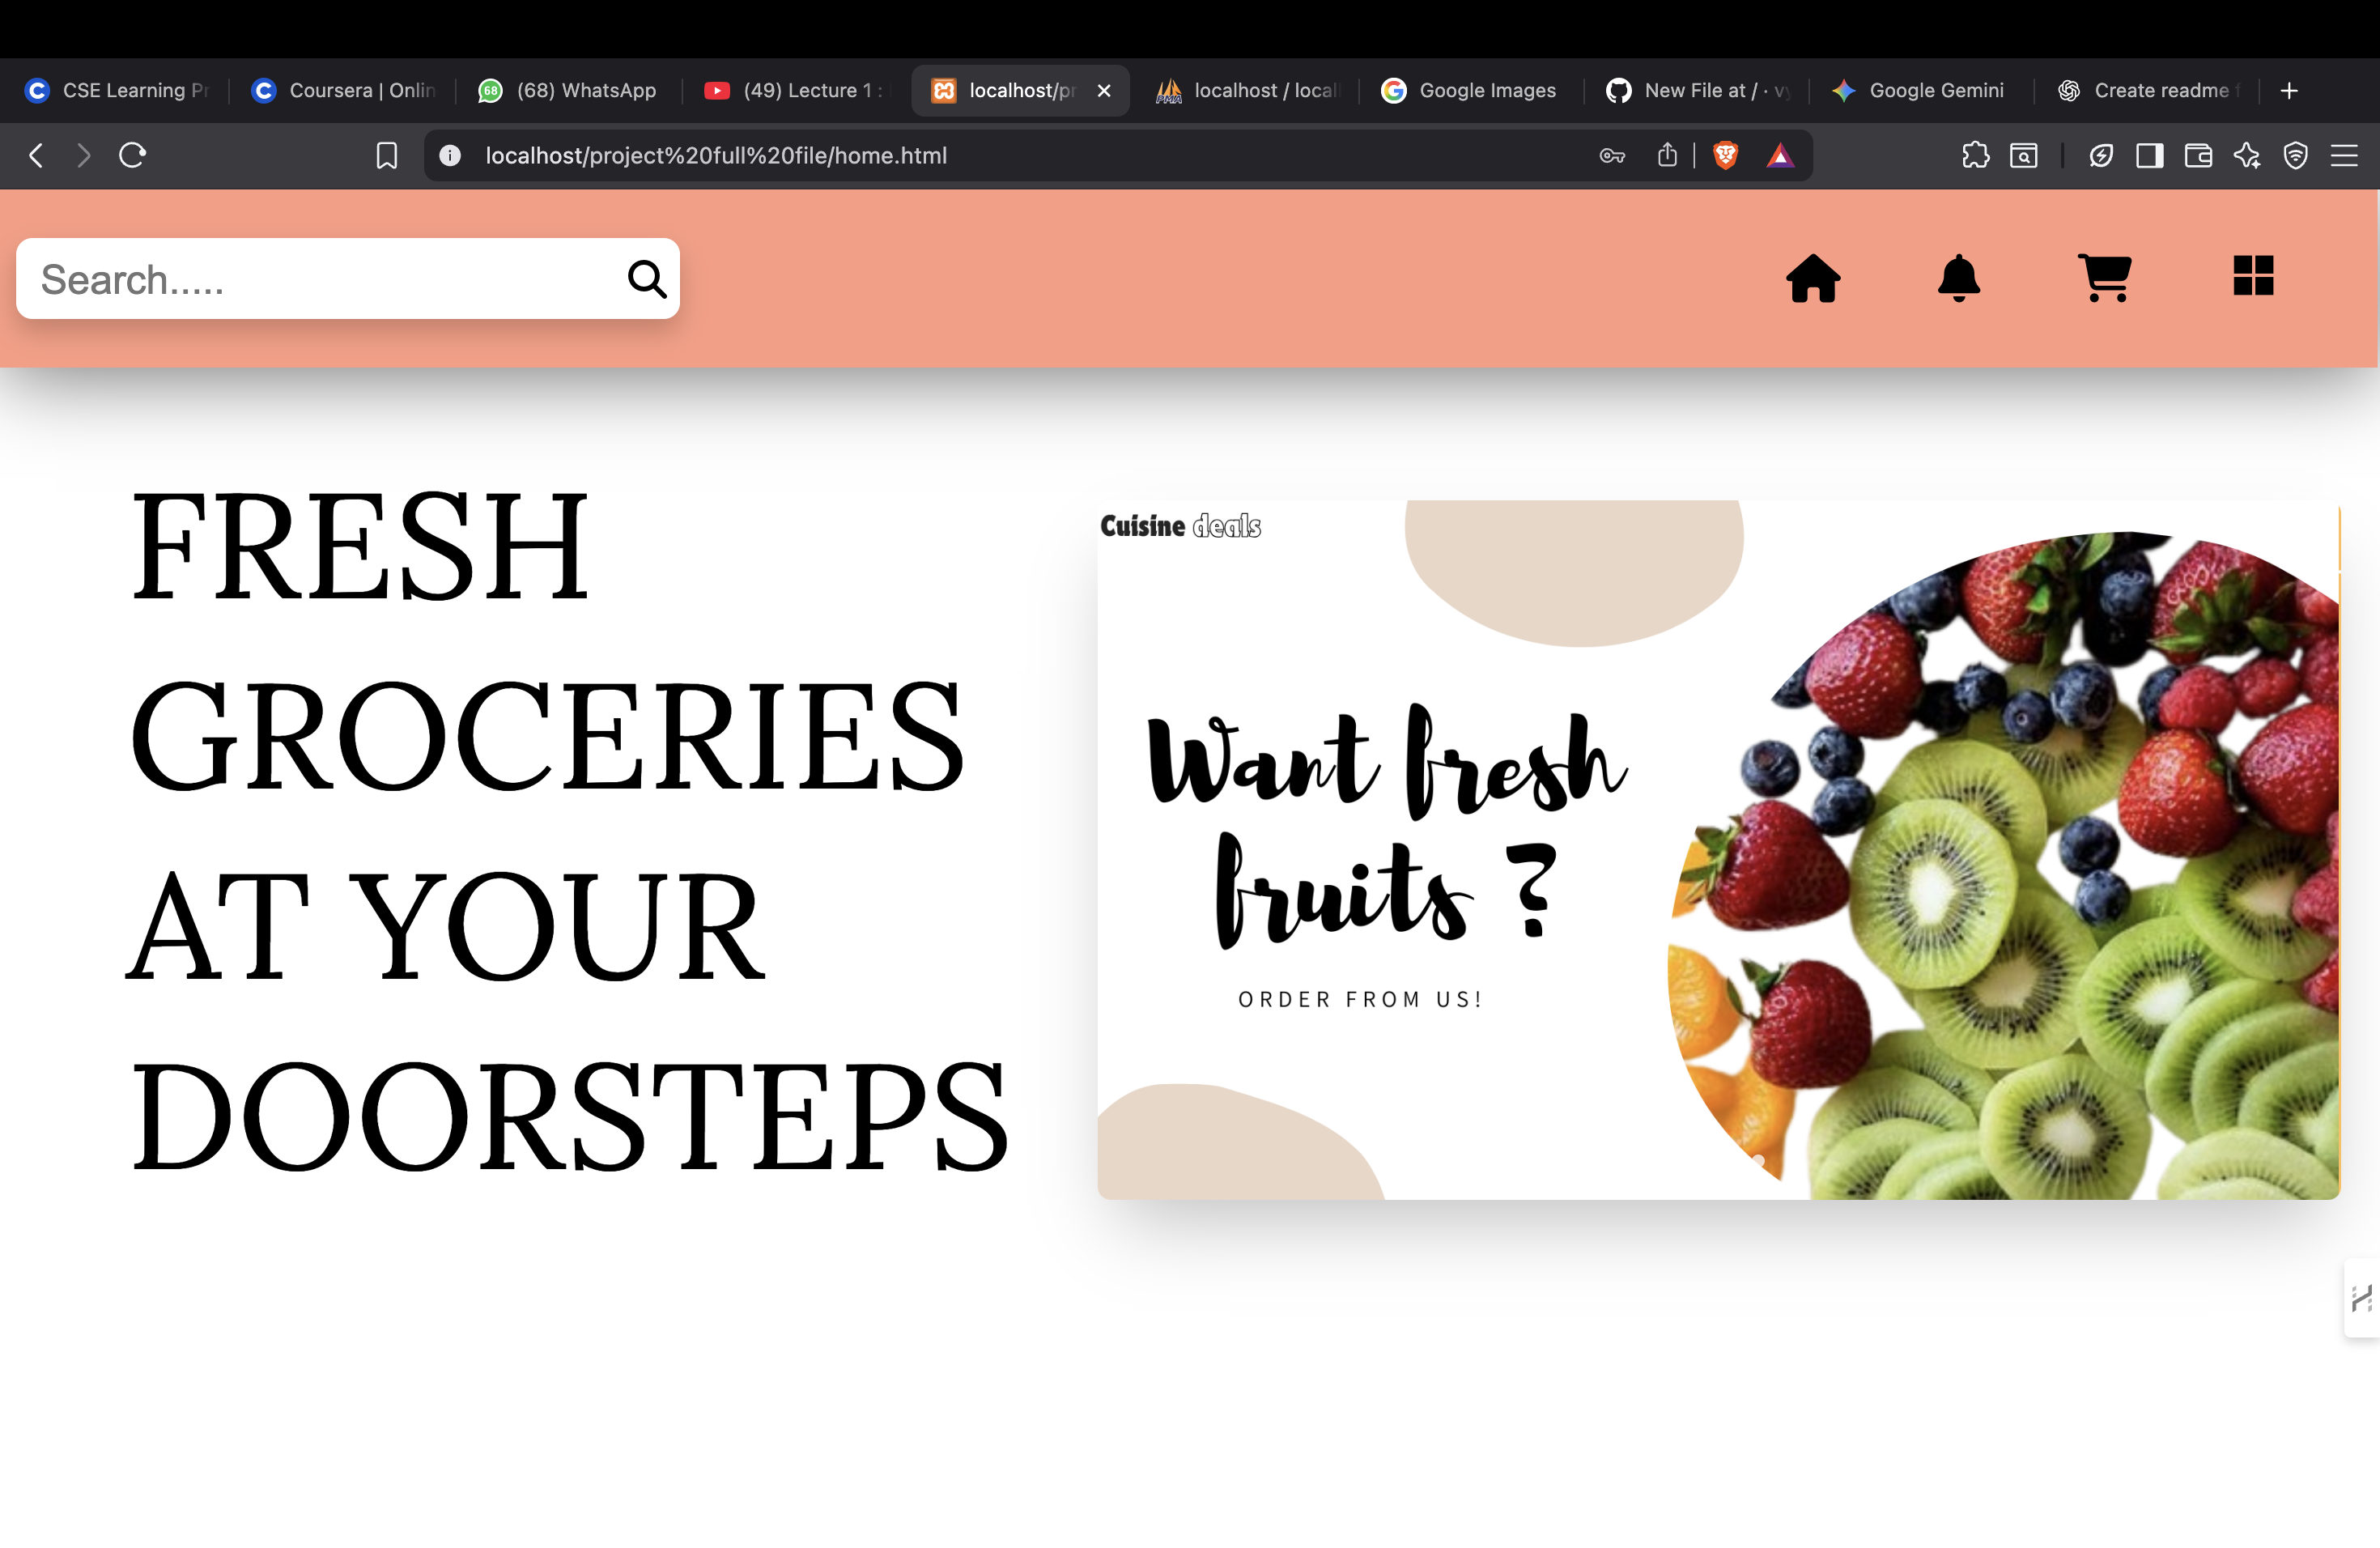 CSE Learning Pr
Coursera | Onlin
(68) WhatsApp
(49) Lecture 1 :
localhost/pr
localhost / local
Google Images
New File at / · vy
Google Gemini
Create readme f
localhost/project%20full%20file/home.html
Search.....
FRESH
GROCERIES
AT YOUR
DOORSTEPS
Cuisine deals
Want fresh
fruits ?
ORDER FROM US!